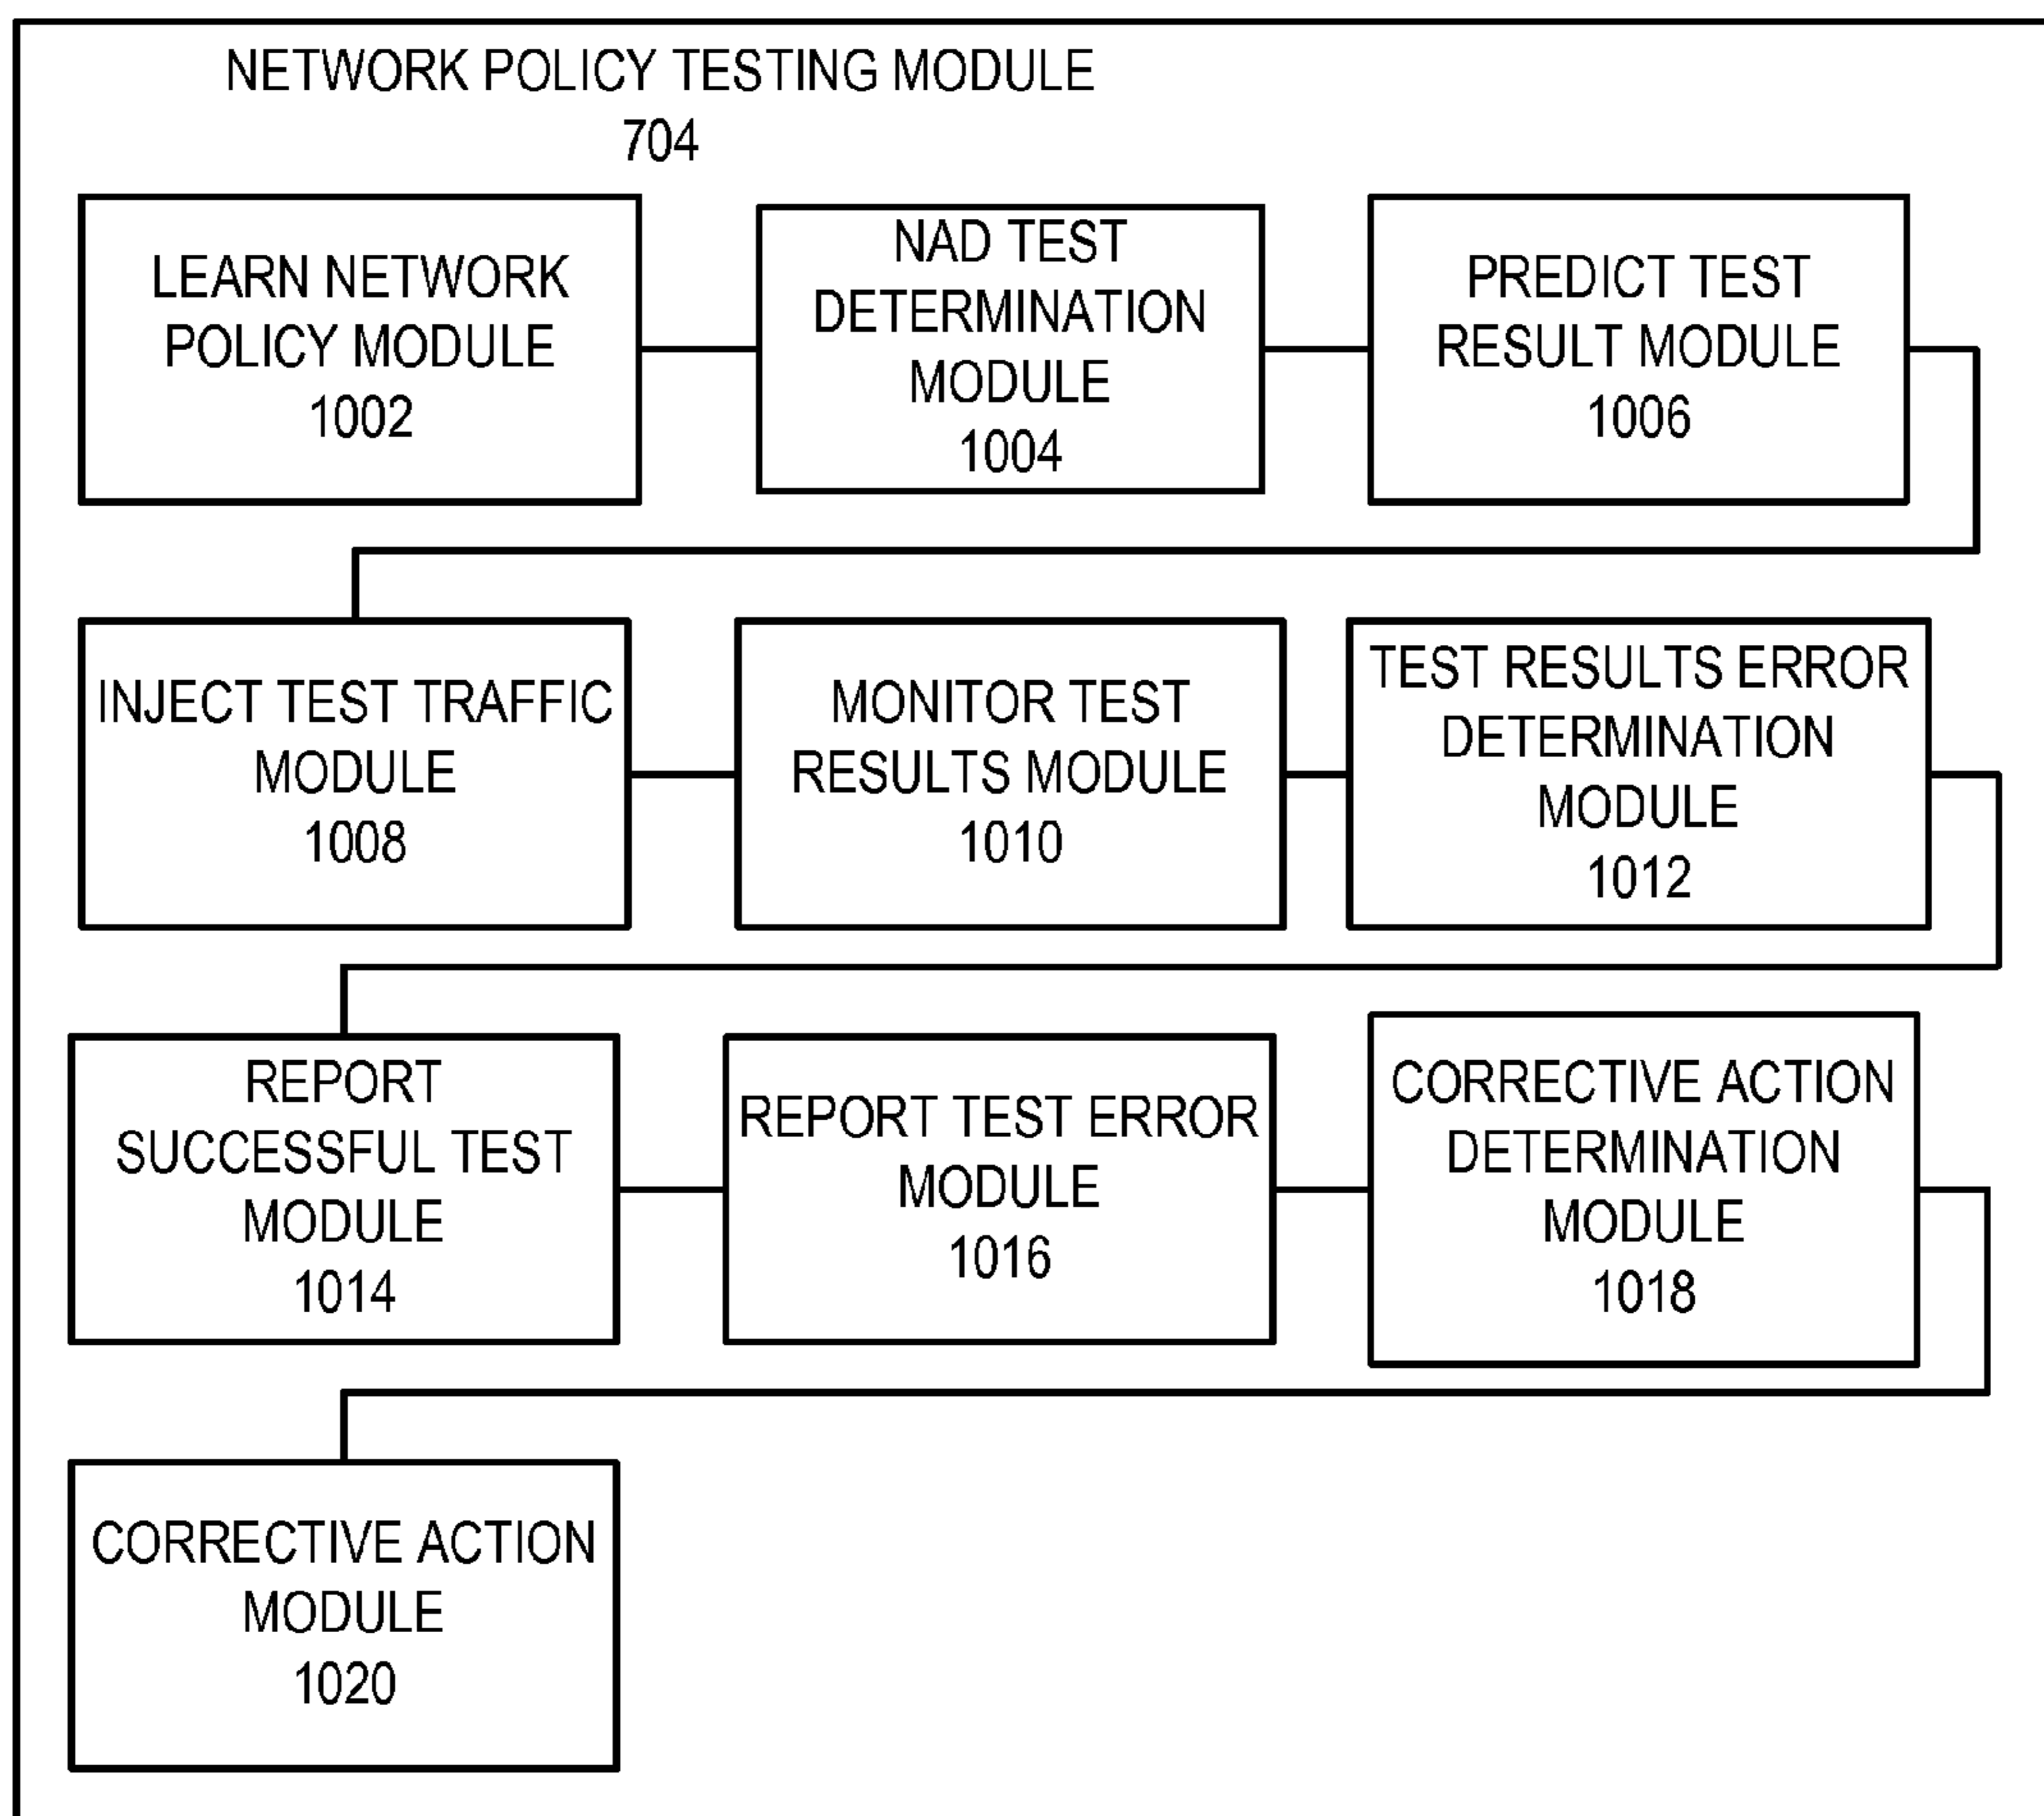 NETWORK POLICY TESTING MODULE
704
LEARN NETWORK
POLICY MODULE
1002
NAD TEST
DETERMINATION
MODULE
1004
PREDICT TEST
RESULT MODULE
1006
INJECT TEST TRAFFIC
MODULE
1008
MONITOR TEST
RESULTS MODULE
1010
TEST RESULTS ERROR
DETERMINATION
MODULE
1012
REPORT
SUCCESSFUL TEST
MODULE
1014
REPORT TEST ERROR
MODULE
1016
CORRECTIVE ACTION
DETERMINATION
MODULE
1018
CORRECTIVE ACTION
MODULE
1020